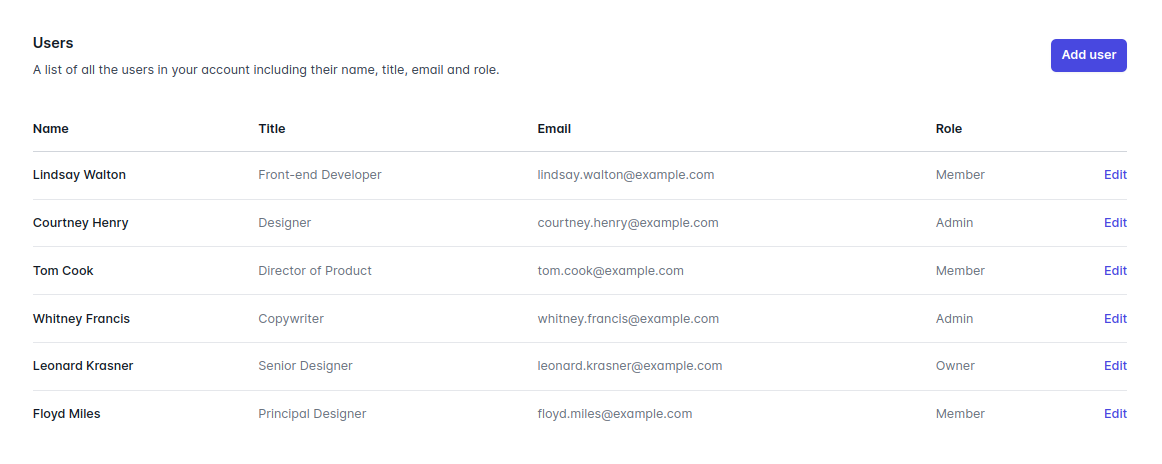 Users
Add user
A list of all the users in your account including their name, title, email and role.
Name Title Email Role
Lindsay Walton Front-end Developer lindsay.walton@example.com Member Edit
Courtney Henry Designer courtney.henry@example.com Admin Edit
Tom Cook Director of Product tom.cook@example.com Member Edit
Whitney Francis Copywriter whitney.francis@example.com Admin Edit
Leonard Krasner Senior Designer leonard.krasner@example.com Owner Edit
Floyd Miles Principal Designer floyd.miles@example.com Member Edit